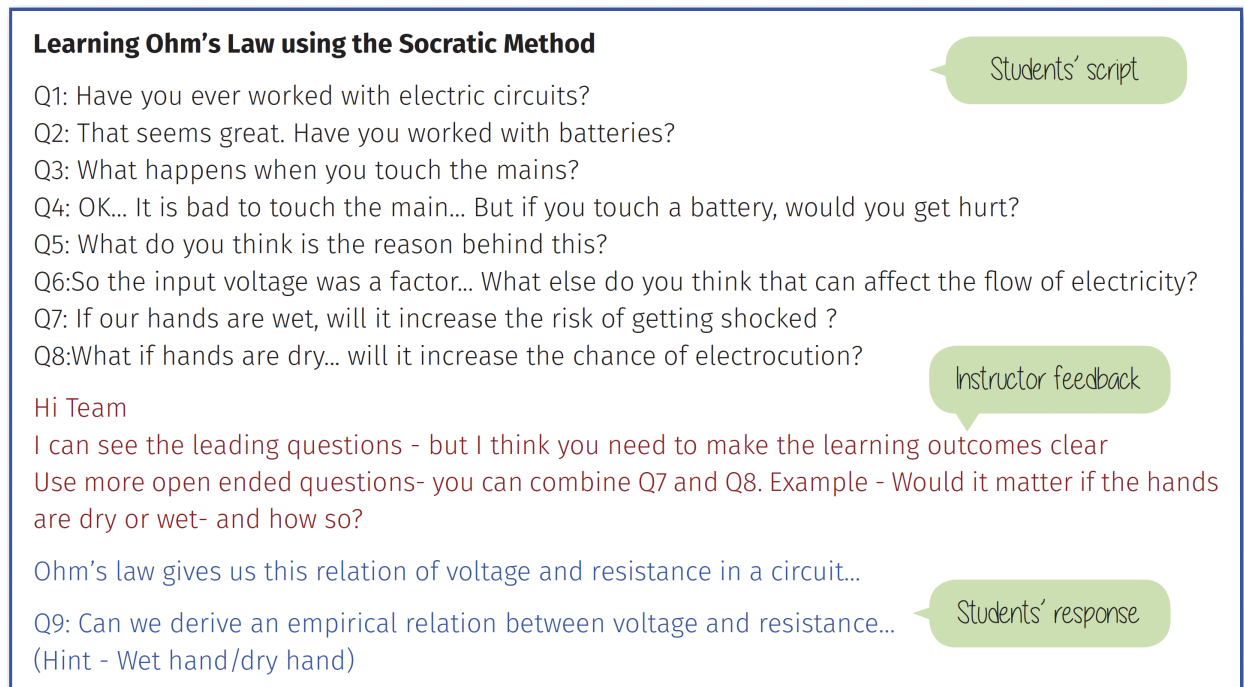 Learning Ohm's Law using the Socratic Method
Students' script
Q1: Have you ever worked with electric circuits?
Q2: That seems great. Have you worked with batteries?
Q3: What happens when you touch the mains?
Q4: OK... It is bad to touch the main... But if you touch a battery, would you get hurt?
Q5: What do you think is the reason behind this?
Q6:So the input voltage was a factor... What else do you think that can affect the flow of electricity?
Q7: If our hands are wet, will it increase the risk of getting shocked ?
Q8:What if hands are dry... will it increase the chance of electrocution?
Instructor feedback
Hi Team
I can see the leading questions - but I think you need to make the learning outcomes clear
Use more open ended questions- you can combine Q7 and Q8. Example - Would it matter if the hands
are dry or wet- and how so?
Ohm's law gives us this relation of voltage and resistance in a circuit...
Students' response
Q9: Can we derive an empirical relation between voltage and resistance...
(Hint - Wet hand/dry hand)